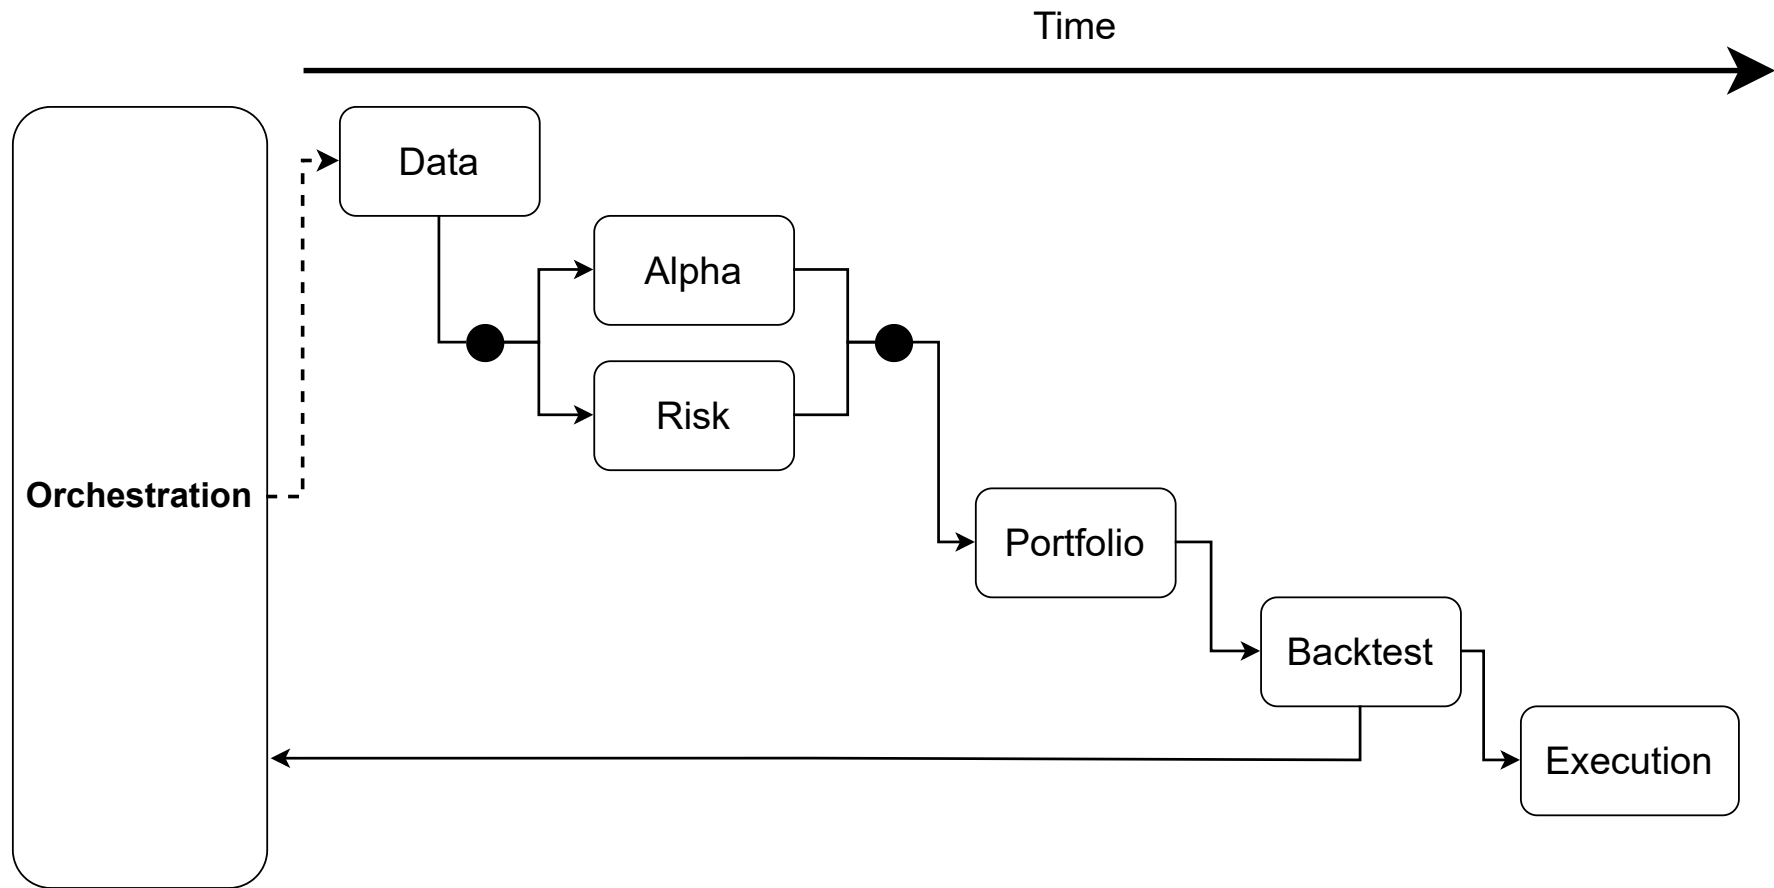 Time
Data
Alpha
Risk
Orchestration
Portfolio
Backtest
Execution